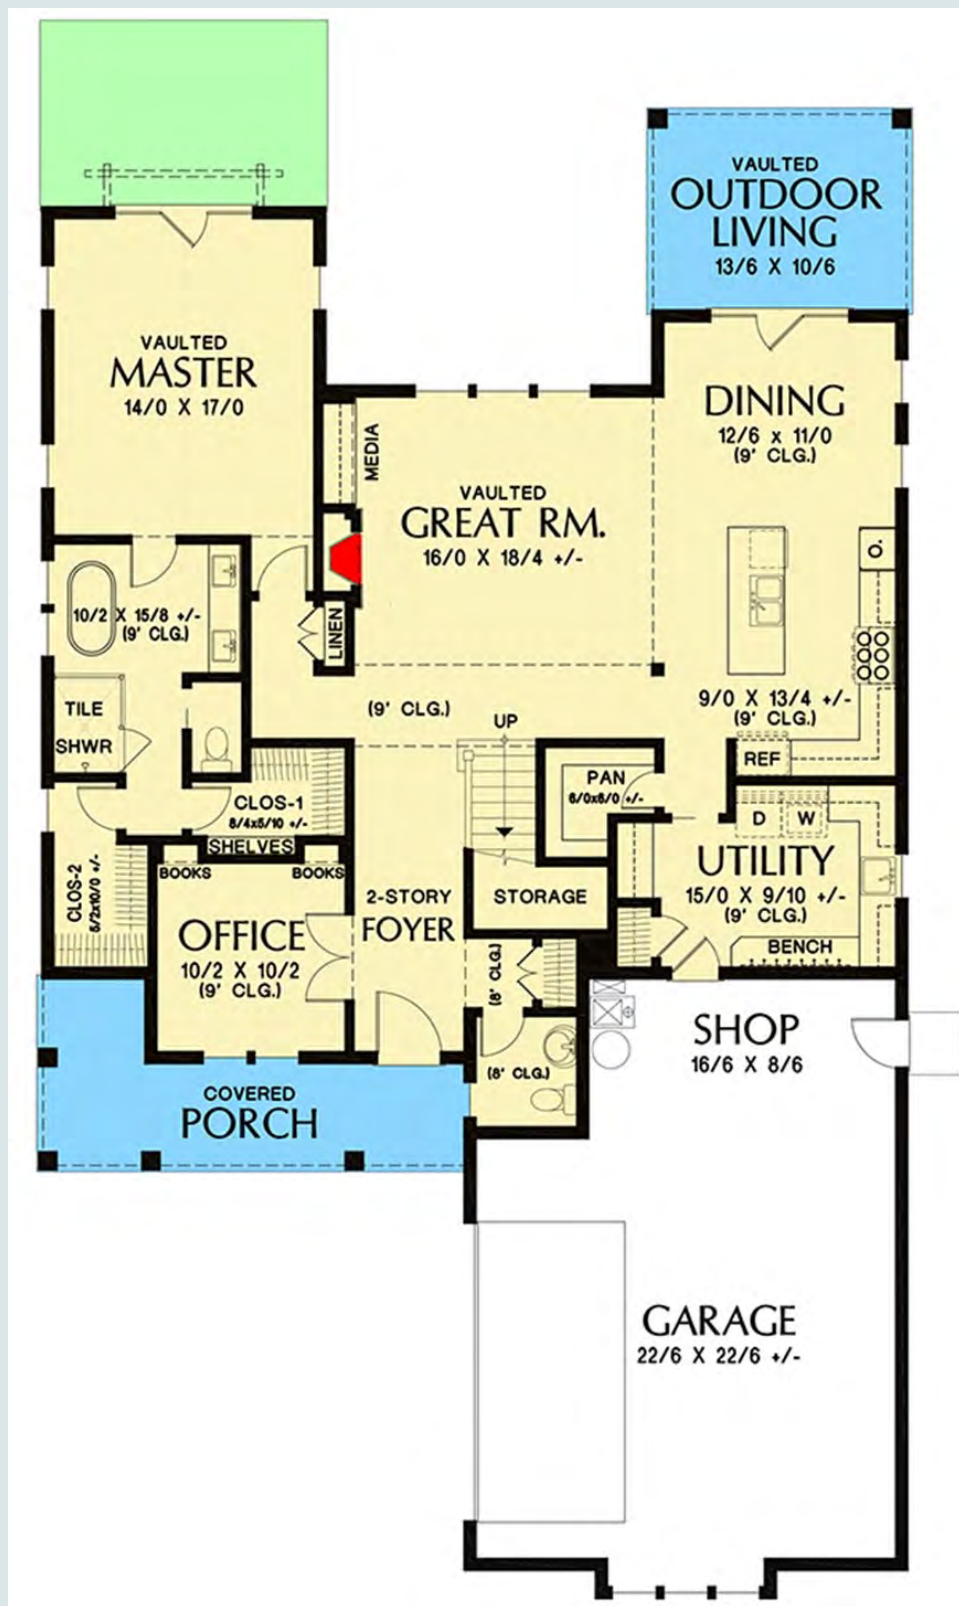 VAULTED
OUTDOOR
LIVING
13/6 X 10/6
VAULTED
MASTER
14/0 X 17/0
DINING
12/6 x 11/0
(9' CLG.)
MEDIA
VAULTED
GREAT RM.
16/0 X 18/4 +/-
O.
10/2 X 15/8 +/-
(9' CLG.)
LINEN
TILE
SHWR
(9' CLG.)
UP
9/0 X 13/4 +/-
(9' CLG.)
REF
PAN
6/0x6/0 +/-
CLOS-1
8/4x5/10 +/-
SHELVES
BOOKS
BOOKS
D
W
UTILITY
15/0 X 9/10 +/-
(9' CLG.)
BENCH
CLOS-2
5/2x10/0 +/-
OFFICE
10/2 X 10/2
(9' CLG.)
2-STORY
FOYER
STORAGE
(8' CLG.)
SHOP
16/6 X 8/6
(8' CLG.)
COVERED
PORCH
GARAGE
22/6 X 22/6 +/-